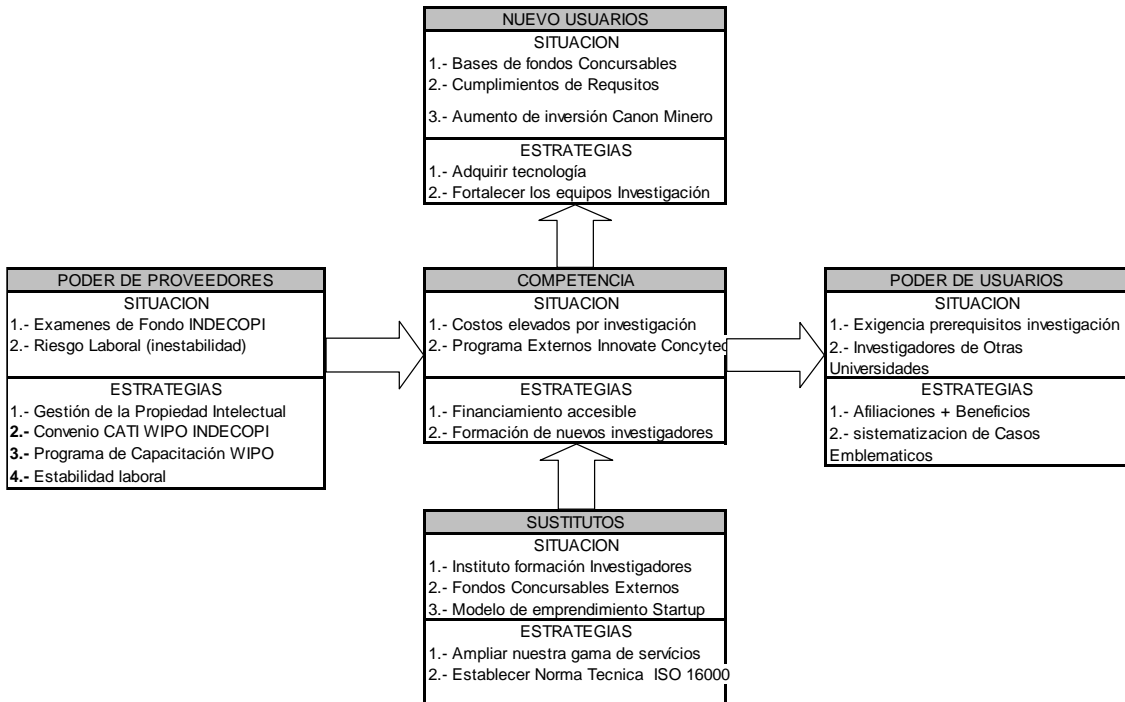 NUEVO USUARIOS
SITUACION
1.- Bases de fondos Concursables
2.- Cumplimientos de Requsitos
3.- Aumento de inversión Canon Minero
ESTRATEGIAS
1.- Adquirir tecnología
2.- Fortalecer los equipos Investigación
PODER DE PROVEEDORES
SITUACION
1.- Examenes de Fondo INDECOPI
2.- Riesgo Laboral (inestabilidad)
ESTRATEGIAS
1.- Gestión de la Propiedad Intelectual
2.- Convenio CATI WIPO INDECOPI
3.- Programa de Capacitación WIPO
4.- Estabilidad laboral
COMPETENCIA
SITUACION
1.- Costos elevados por investigación
2.- Programa Externos Innovate Concytec
ESTRATEGIAS
1.- Financiamiento accesible
2.- Formación de nuevos investigadores
PODER DE USUARIOS
SITUACION
1.- Exigencia prerequisitos investigación
2.- Investigadores de Otras
Universidades
ESTRATEGIAS
1.- Afiliaciones + Beneficios
2.- sistematizacion de Casos
Emblematicos
SUSTITUTOS
SITUACION
1.- Instituto formación Investigadores
2.- Fondos Concursables Externos
3.- Modelo de emprendimiento Startup
ESTRATEGIAS
1.- Ampliar nuestra gama de servícios
2.- Establecer Norma Tecnica ISO 16000